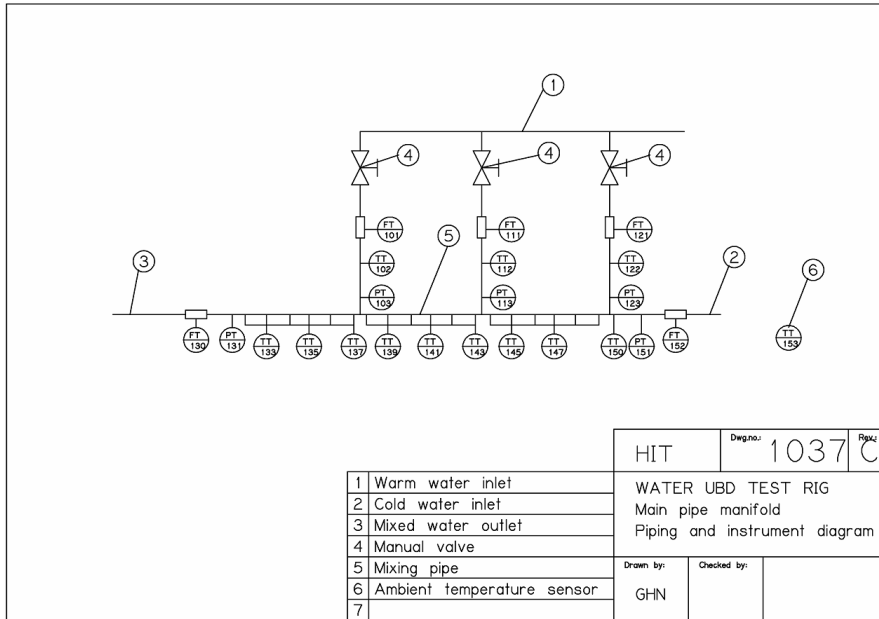 1
4
4
4
FT 101
FT 111
FT 121
5
3
TT 102
TT 112
TT 122
2
6
PT 103
PT 113
PT 123
FT 130
PT 131
TT 133
TT 135
TT 137
TT 139
TT 141
TT 143
TT 145
TT 147
TT 150
PT 151
FT 152
TT 153
HIT
Dwg.no.: 1037
Rev.: C
WATER UBD TEST RIG
Main pipe manifold
Piping and instrument diagram
1 Warm water inlet
2 Cold water inlet
3 Mixed water outlet
4 Manual valve
5 Mixing pipe
6 Ambient temperature sensor
7
Drawn by:
GHN
Checked by: